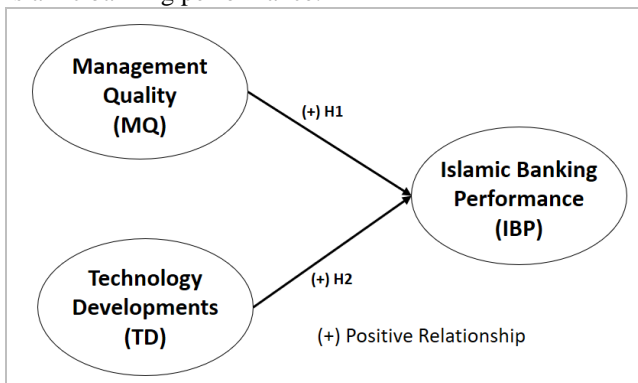 Management
Quality
(MQ)
(+) H1
Islamic Banking
Performance
(IBP)
Technology
Developments
(TD)
(+) H2
(+) Positive Relationship